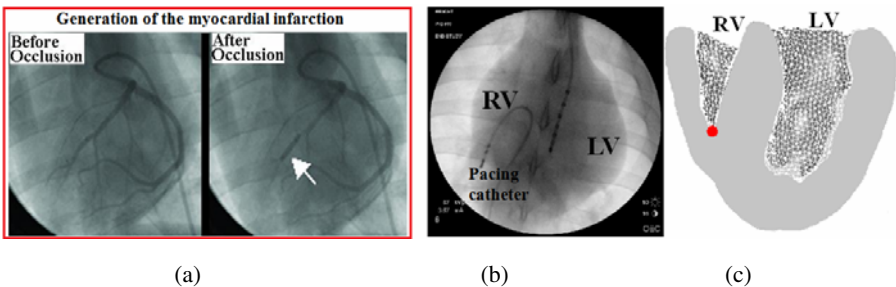 Generation of the myocardial infarction
Before
Occlusion
After
Occlusion
RV
LV
Pacing
catheter
RV
LV
(a)
(b)
(c)